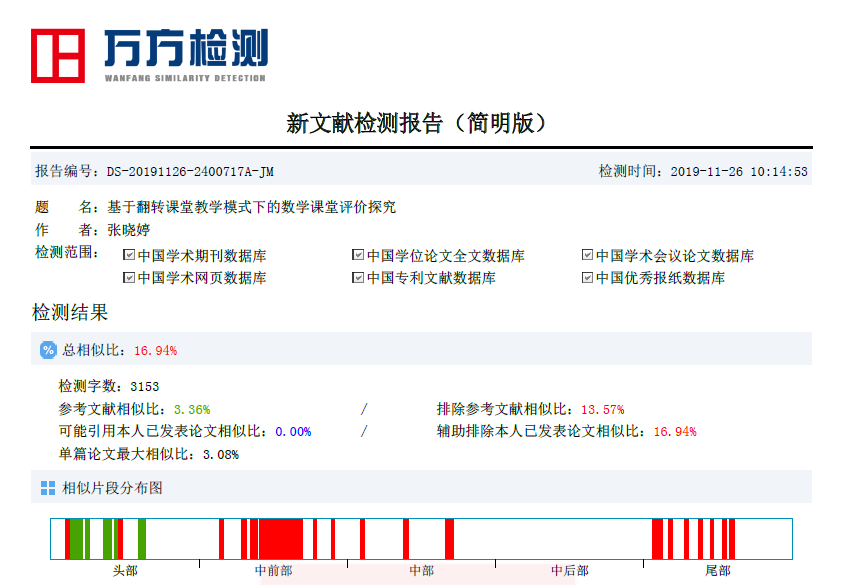 万方检测
WANFANG SIMILARITY DETECTION
新文献检测报告（简明版）
报告编号：DS-20191126-2400717A-JM 检测时间：2019-11-26 10:14:53
题 名：基于翻转课堂教学模式下的数学课堂评价探究
作 者：张晓婷
检测范围： 中国学术期刊数据库 中国学位论文全文数据库 中国学术会议论文数据库
中国学术网页数据库 中国专利文献数据库 中国优秀报纸数据库
检测结果
% 总相似比：16.94%
检测字数：3153
参考文献相似比：3.36% / 排除参考文献相似比：13.57%
可能引用本人已发表论文相似比：0.00% / 辅助排除本人已发表论文相似比：16.94%
单篇论文最大相似比：3.08%
相似片段分布图
头部 中前部 中部 中后部 尾部